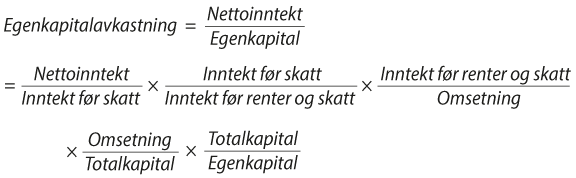 Egenkapitalavkastning = Nettoinntekt / Egenkapital
= Nettoinntekt / Inntekt før skatt × Inntekt før skatt / Inntekt før renter og skatt × Inntekt før renter og skatt / Omsetning
× Omsetning / Totalkapital × Totalkapital / Egenkapital